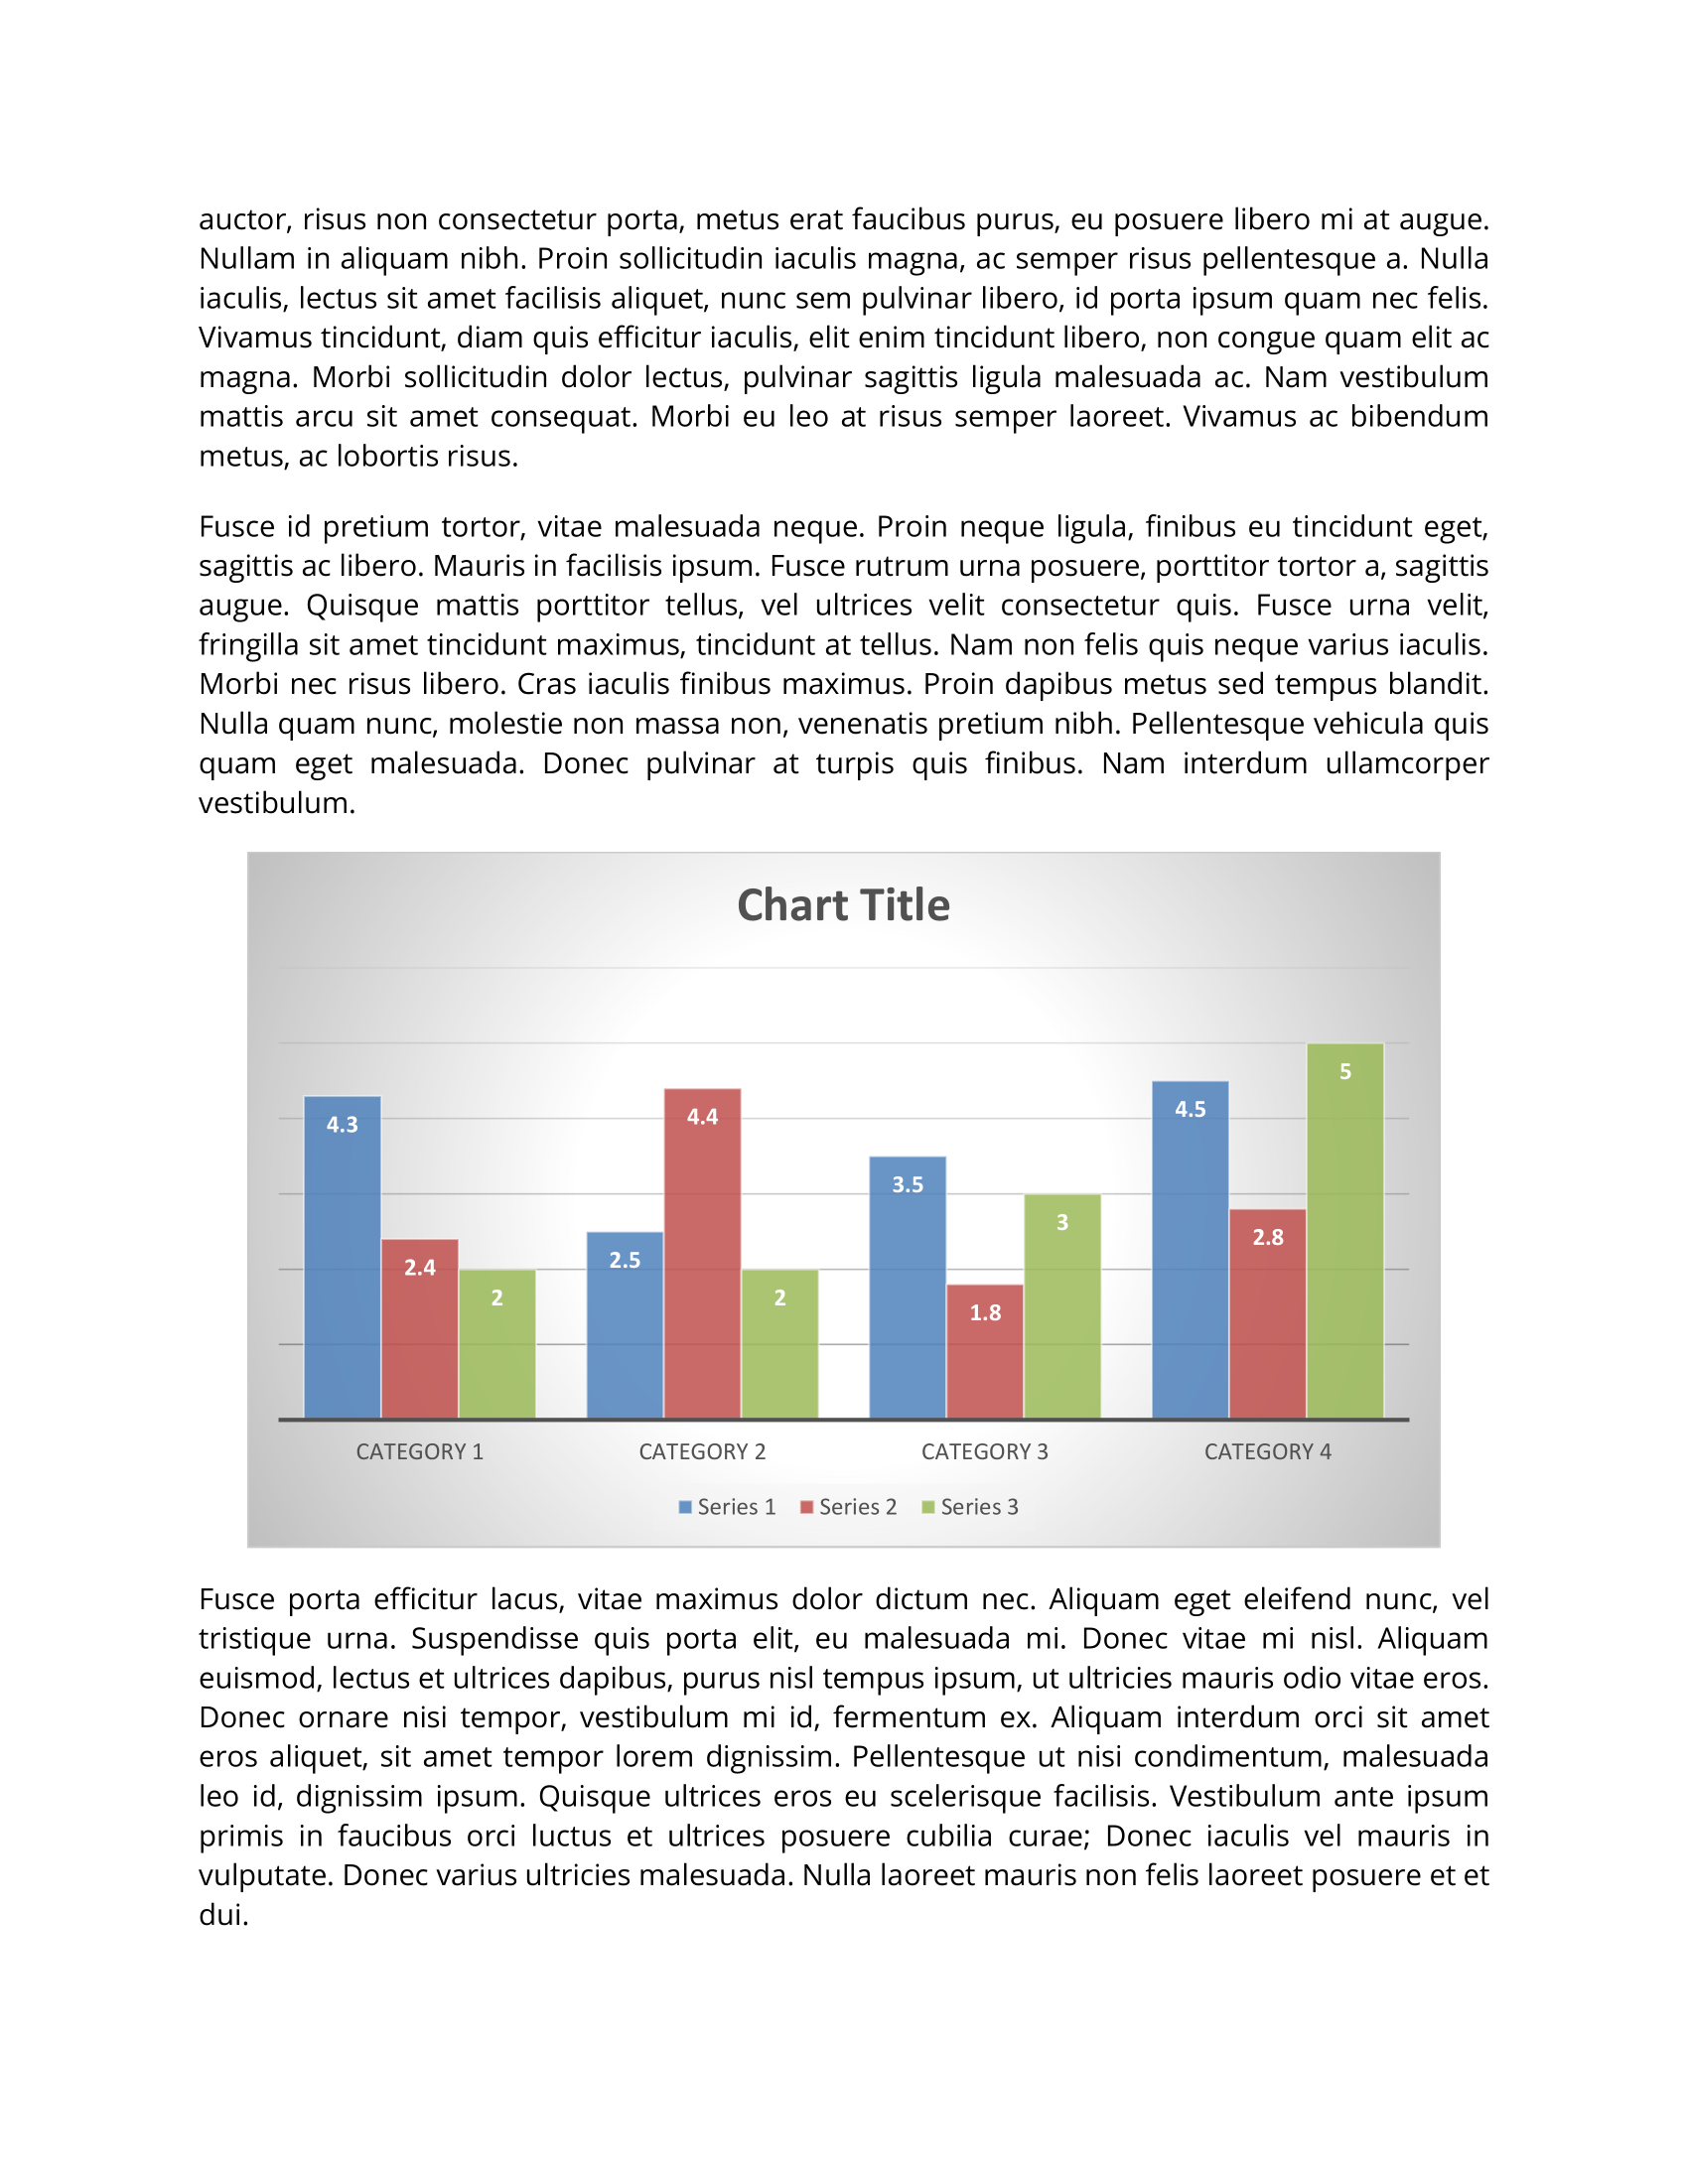 auctor, risus non consectetur porta, metus erat faucibus purus, eu posuere libero mi at augue.
Nullam in aliquam nibh. Proin sollicitudin iaculis magna, ac semper risus pellentesque a. Nulla
iaculis, lectus sit amet facilisis aliquet, nunc sem pulvinar libero, id porta ipsum quam nec felis.
Vivamus tincidunt, diam quis efficitur iaculis, elit enim tincidunt libero, non congue quam elit ac
magna. Morbi sollicitudin dolor lectus, pulvinar sagittis ligula malesuada ac. Nam vestibulum
mattis arcu sit amet consequat. Morbi eu leo at risus semper laoreet. Vivamus ac bibendum
metus, ac lobortis risus.
Fusce id pretium tortor, vitae malesuada neque. Proin neque ligula, finibus eu tincidunt eget,
sagittis ac libero. Mauris in facilisis ipsum. Fusce rutrum urna posuere, porttitor tortor a, sagittis
augue. Quisque mattis porttitor tellus, vel ultrices velit consectetur quis. Fusce urna velit,
fringilla sit amet tincidunt maximus, tincidunt at tellus. Nam non felis quis neque varius iaculis.
Morbi nec risus libero. Cras iaculis finibus maximus. Proin dapibus metus sed tempus blandit.
Nulla quam nunc, molestie non massa non, venenatis pretium nibh. Pellentesque vehicula quis
quam eget malesuada. Donec pulvinar at turpis quis finibus. Nam interdum ullamcorper
vestibulum.
Chart Title
4.3 2.4 2 2.5 4.4 2 3.5 1.8 3 4.5 2.8 5
CATEGORY 1 CATEGORY 2 CATEGORY 3 CATEGORY 4
Series 1 Series 2 Series 3
Fusce porta efficitur lacus, vitae maximus dolor dictum nec. Aliquam eget eleifend nunc, vel
tristique urna. Suspendisse quis porta elit, eu malesuada mi. Donec vitae mi nisl. Aliquam
euismod, lectus et ultrices dapibus, purus nisl tempus ipsum, ut ultricies mauris odio vitae eros.
Donec ornare nisi tempor, vestibulum mi id, fermentum ex. Aliquam interdum orci sit amet
eros aliquet, sit amet tempor lorem dignissim. Pellentesque ut nisi condimentum, malesuada
leo id, dignissim ipsum. Quisque ultrices eros eu scelerisque facilisis. Vestibulum ante ipsum
primis in faucibus orci luctus et ultrices posuere cubilia curae; Donec iaculis vel mauris in
vulputate. Donec varius ultricies malesuada. Nulla laoreet mauris non felis laoreet posuere et et
dui.